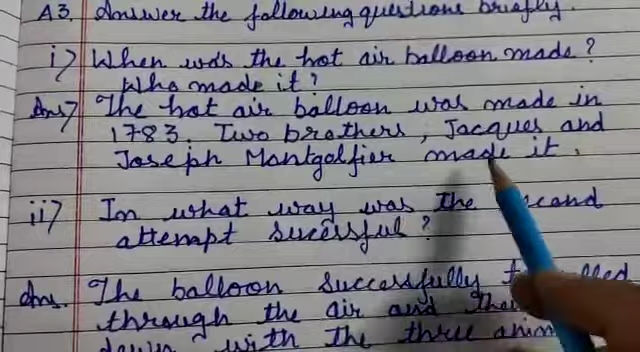 A3. Answer the following questions briefly.
i) When was the hot air balloon made?
Who made it?
Ans) The hot air balloon was made in
1783. Two brothers, Jacques and
Joseph Montgolfier made it.
ii) In what way was the
attempt sucessful?
Ans. The balloon successfully
through the air and
down with the three